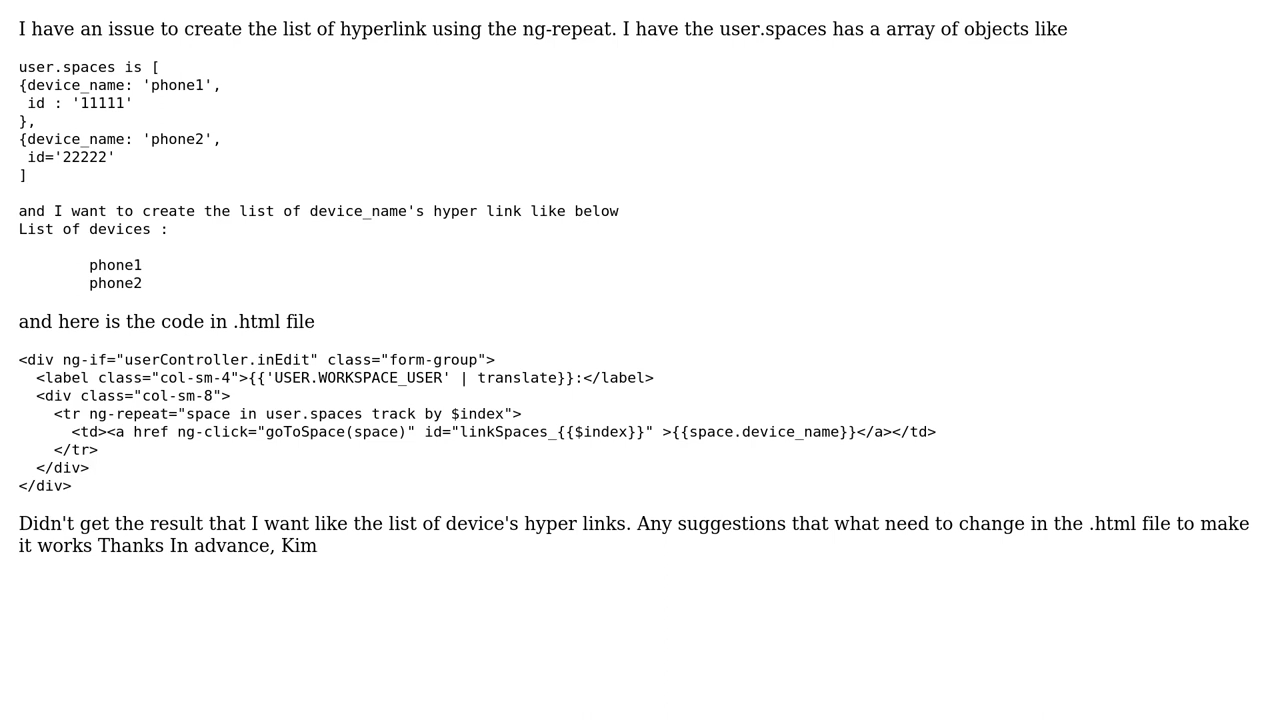 I have an issue to create the list of hyperlink using the ng-repeat. I have the user.spaces has a array of objects like
user.spaces is [
{device_name: 'phone1',
 id : '11111'
},
{device_name: 'phone2',
 id='22222'
]
and I want to create the list of device_name's hyper link like below
List of devices :
        phone1
        phone2
and here is the code in .html file
<div ng-if="userController.inEdit" class="form-group">
  <label class="col-sm-4">{{'USER.WORKSPACE_USER' | translate}}:</label>
  <div class="col-sm-8">
    <tr ng-repeat="space in user.spaces track by $index">
      <td><a href ng-click="goToSpace(space)" id="linkSpaces_{{$index}}" >{{space.device_name}}</a></td>
    </tr>
  </div>
</div>
Didn't get the result that I want like the list of device's hyper links. Any suggestions that what need to change in the .html file to make
it works Thanks In advance, Kim